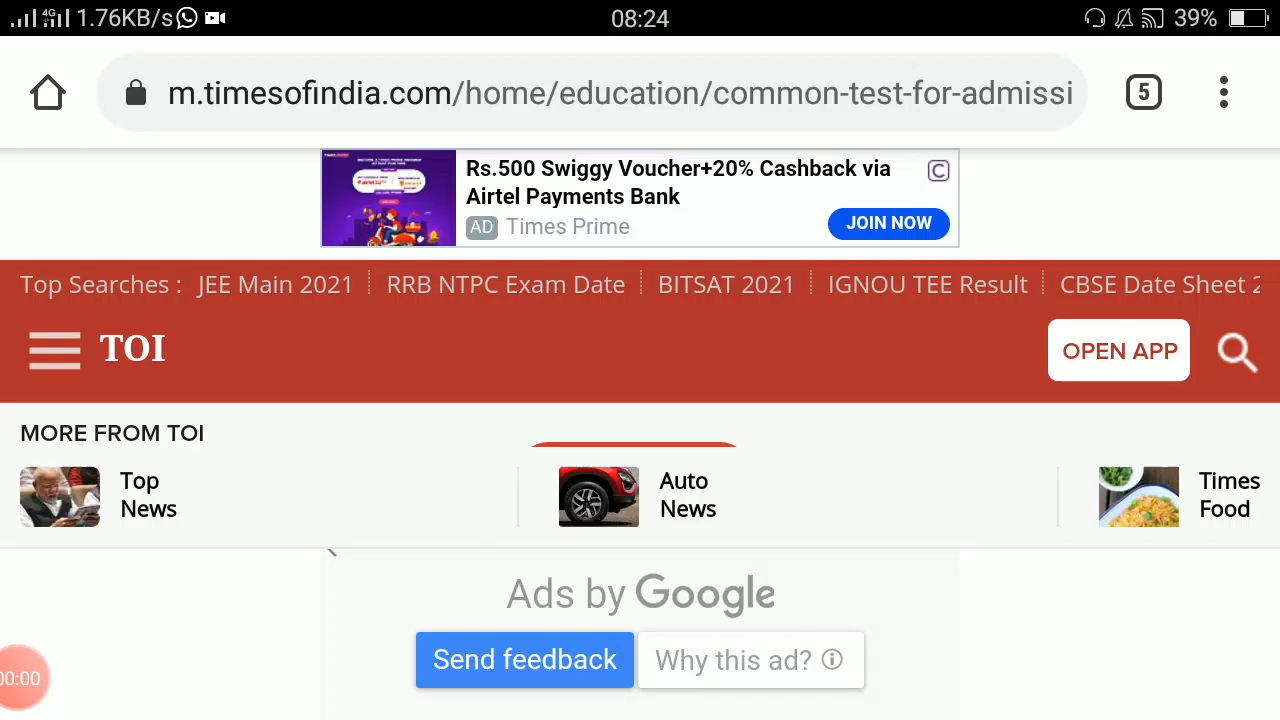 4G 1.76KB/s 08:24 39%
m.timesofindia.com/home/education/common-test-for-admissi 5
Rs.500 Swiggy Voucher+20% Cashback via
Airtel Payments Bank
AD Times Prime
JOIN NOW
Top Searches : JEE Main 2021 RRB NTPC Exam Date BITSAT 2021 IGNOU TEE Result CBSE Date Sheet 2
TOI
OPEN APP
MORE FROM TOI
Top
News
Auto
News
Times
Food
Ads by Google
Send feedback
Why this ad?
00:00